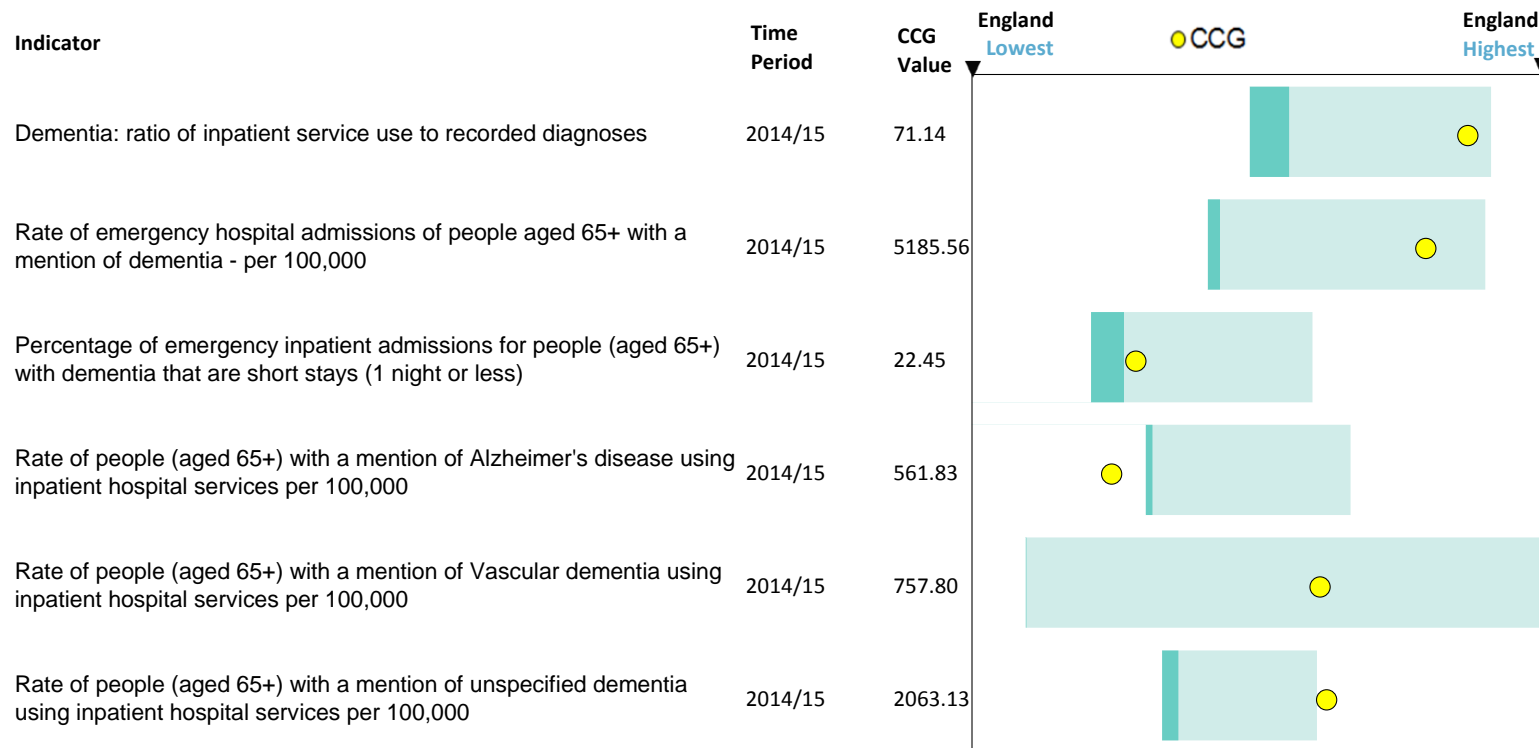 Indicator
Time
Period
CCG
Value
England
Lowest
CCG
England
Highest
Dementia: ratio of inpatient service use to recorded diagnoses 2014/15 71.14
Rate of emergency hospital admissions of people aged 65+ with a
mention of dementia - per 100,000
2014/15 5185.56
Percentage of emergency inpatient admissions for people (aged 65+)
with dementia that are short stays (1 night or less)
2014/15 22.45
Rate of people (aged 65+) with a mention of Alzheimer's disease using
inpatient hospital services per 100,000
2014/15 561.83
Rate of people (aged 65+) with a mention of Vascular dementia using
inpatient hospital services per 100,000
2014/15 757.80
Rate of people (aged 65+) with a mention of unspecified dementia
using inpatient hospital services per 100,000
2014/15 2063.13